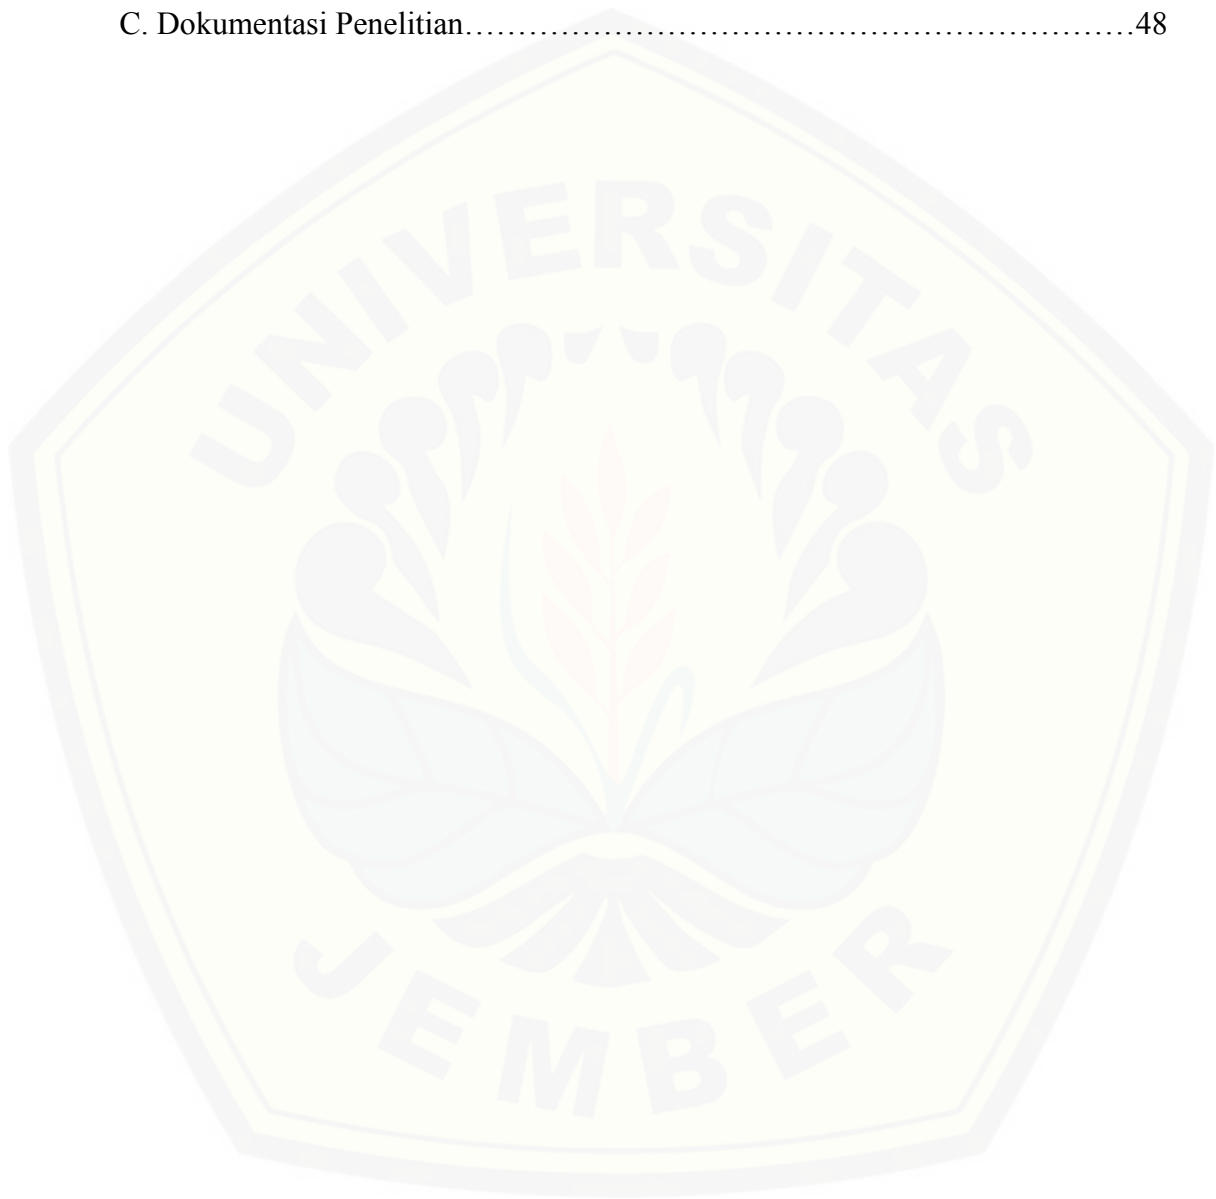 C. Dokumentasi Penelitian……………………………………………………….48
UNIVERSITAS
JEMBER